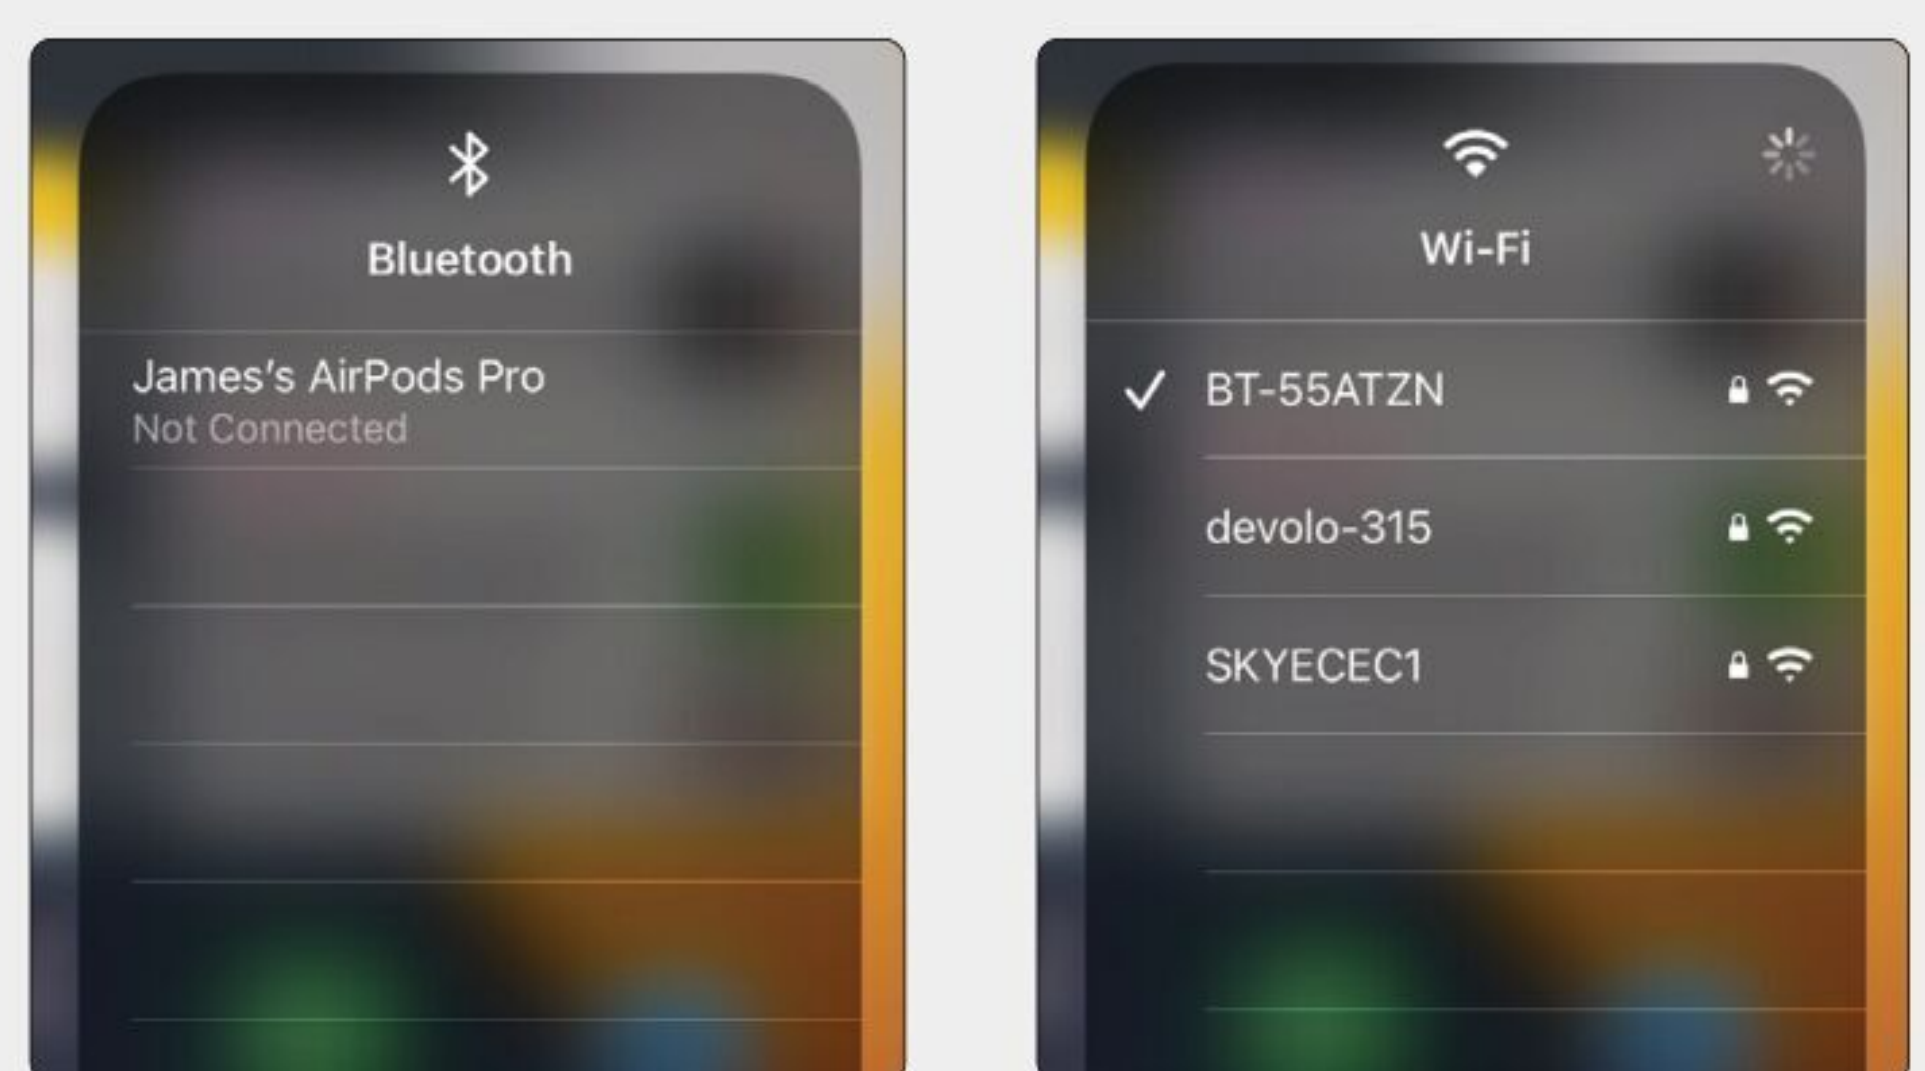 Bluetooth
James's AirPods Pro
Not Connected
Wi-Fi
BT-55ATZN
devolo-315
SKYECEC1